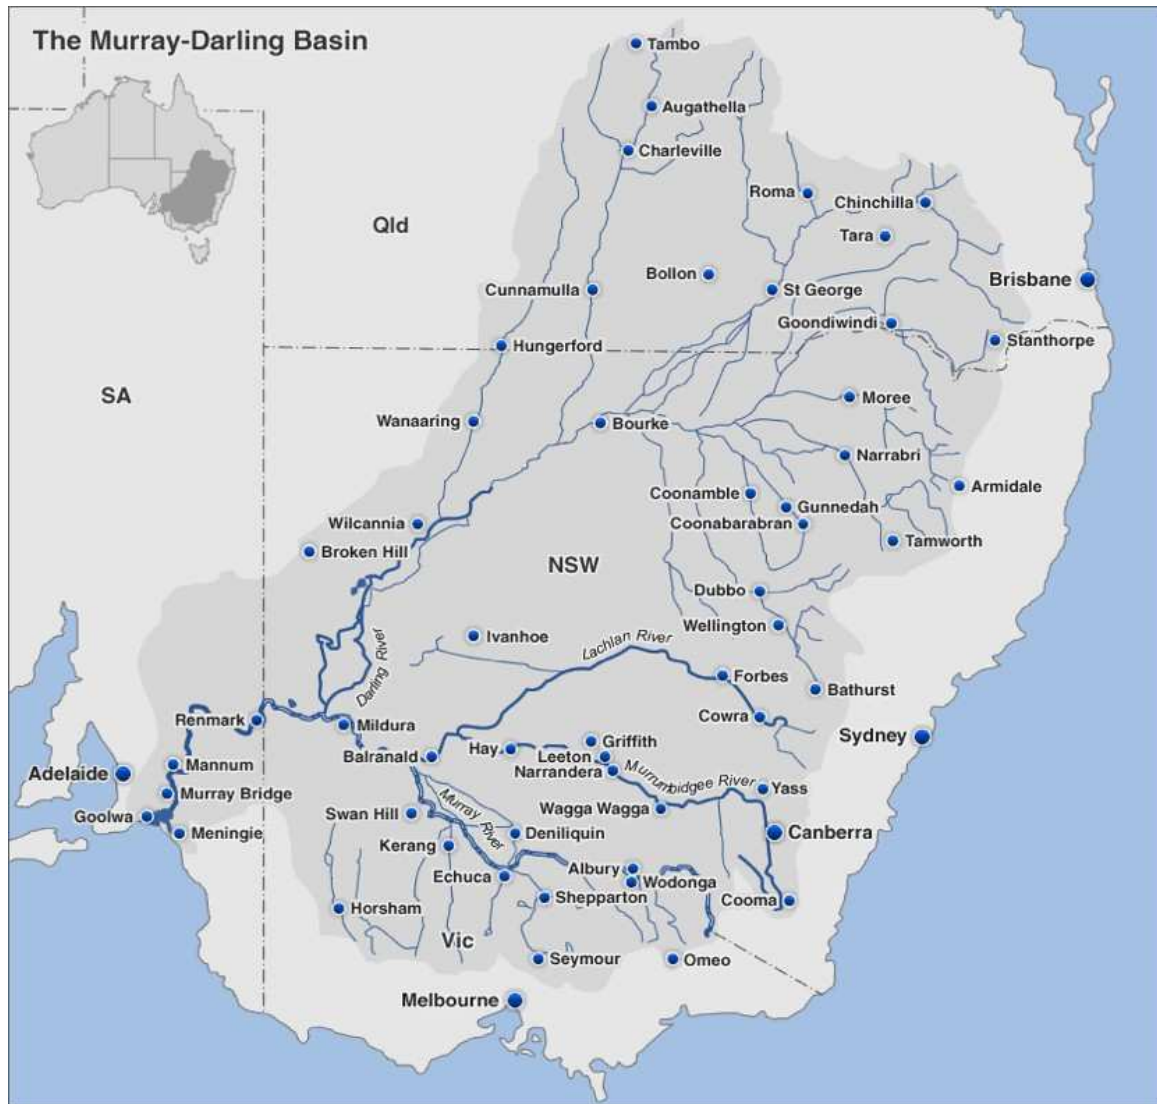 The Murray-Darling Basin
Tambo
Augathella
Charleville
Roma
Chinchilla
Qld
Tara
Bollon
Brisbane
Cunnamulla
St George
Goondiwindi
Hungerford
Stanthorpe
SA
Moree
Wanaaring
Bourke
Narrabri
Armidale
Coonamble
Gunnedah
Wilcannia
Coonabarabran
Tamworth
Broken Hill
NSW
Dubbo
Wellington
Ivanhoe
Lachlan River
Darling River
Forbes
Bathurst
Cowra
Renmark
Mildura
Sydney
Griffith
Hay
Balranald
Leeton
Narrandera
Adelaide
Mannum
Murrumbidgee River
Yass
Murray Bridge
Murray River
Wagga Wagga
Goolwa
Swan Hill
Meningie
Deniliquin
Canberra
Kerang
Albury
Echuca
Wodonga
Shepparton
Cooma
Horsham
Vic
Seymour
Omeo
Melbourne